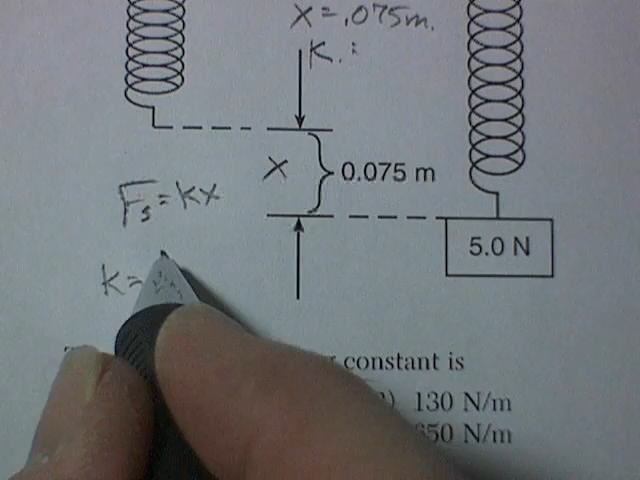 X = .075m.
K :
X
0.075 m
Fs = Kx
5.0 N
K =
constant is
130 N/m
50 N/m